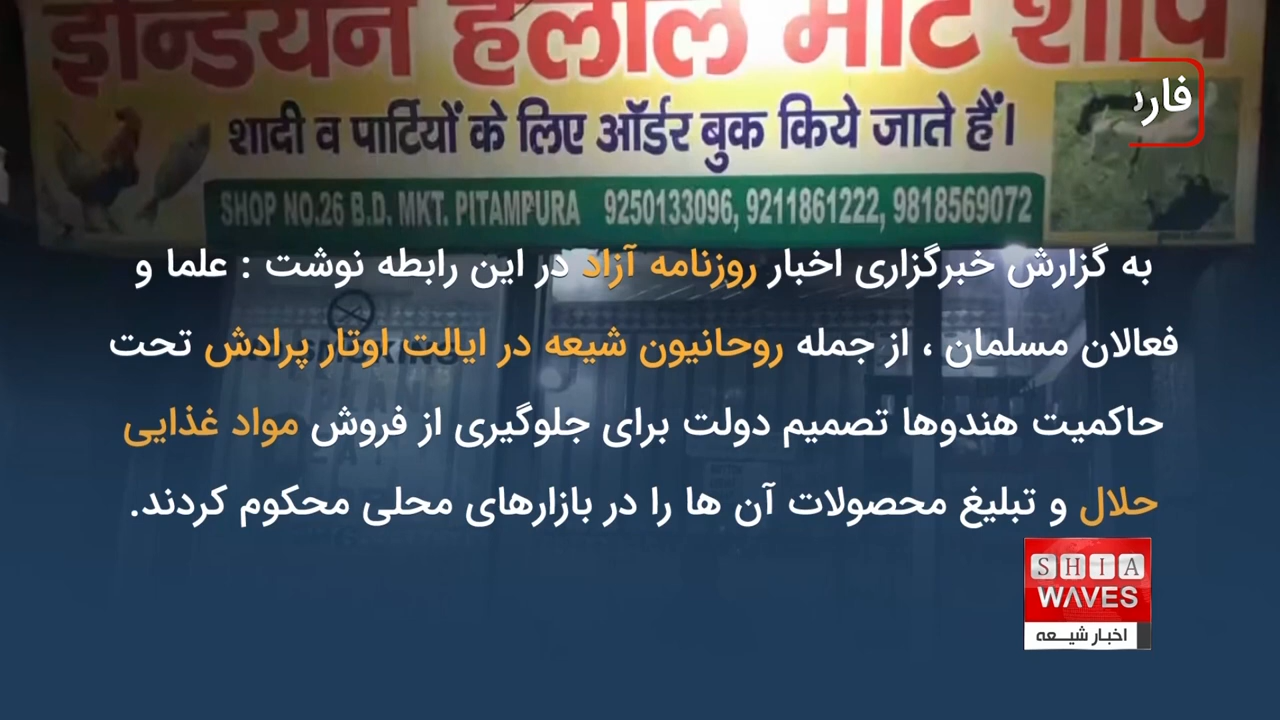 इन्डियन हलाल मीट शॉप
शादी व पार्टियों के लिए ऑर्डर बुक किये जाते हैं।
SHOP NO.26 B.D. MKT. PITAMPURA 9250133096, 9211861222, 9818569072
به گزارش خبرگزاری اخبار روزنامه آزاد در این رابطه نوشت : علما و
فعالان مسلمان ، از جمله روحانیون شیعه در ایالت اوتار پرادش تحت
حاکمیت هندوها تصمیم دولت برای جلوگیری از فروش مواد غذایی
حلال و تبلیغ محصولات آن ها را در بازارهای محلی محکوم کردند.
SHIA
WAVES
اخبار شیعه